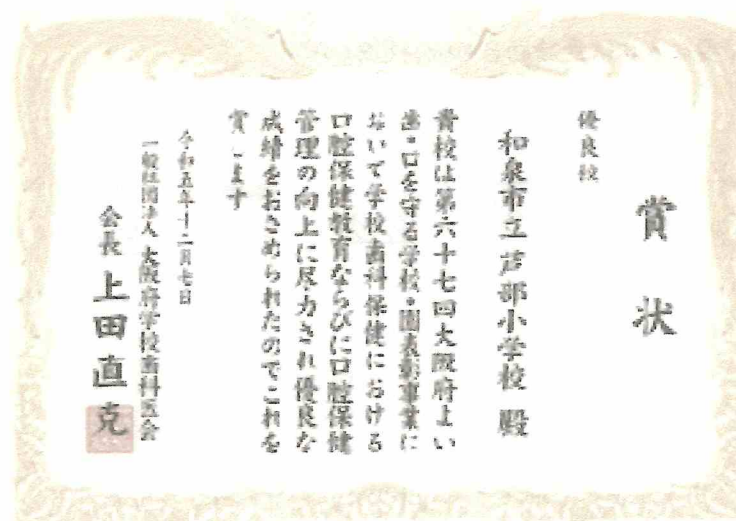 賞状
優良校
和泉市立芦部小学校 殿
貴校は第六十七回大阪府よい
歯・口を守る学校・園表彰事業に
おいて学校歯科保健における
口腔保健教育ならびに口腔保健
管理の向上に尽力され優良な
成績をおさめられたのでこれを
賞します
令和五年十二月七日
一般社団法人 大阪府学校歯科医会
会長 上田直克